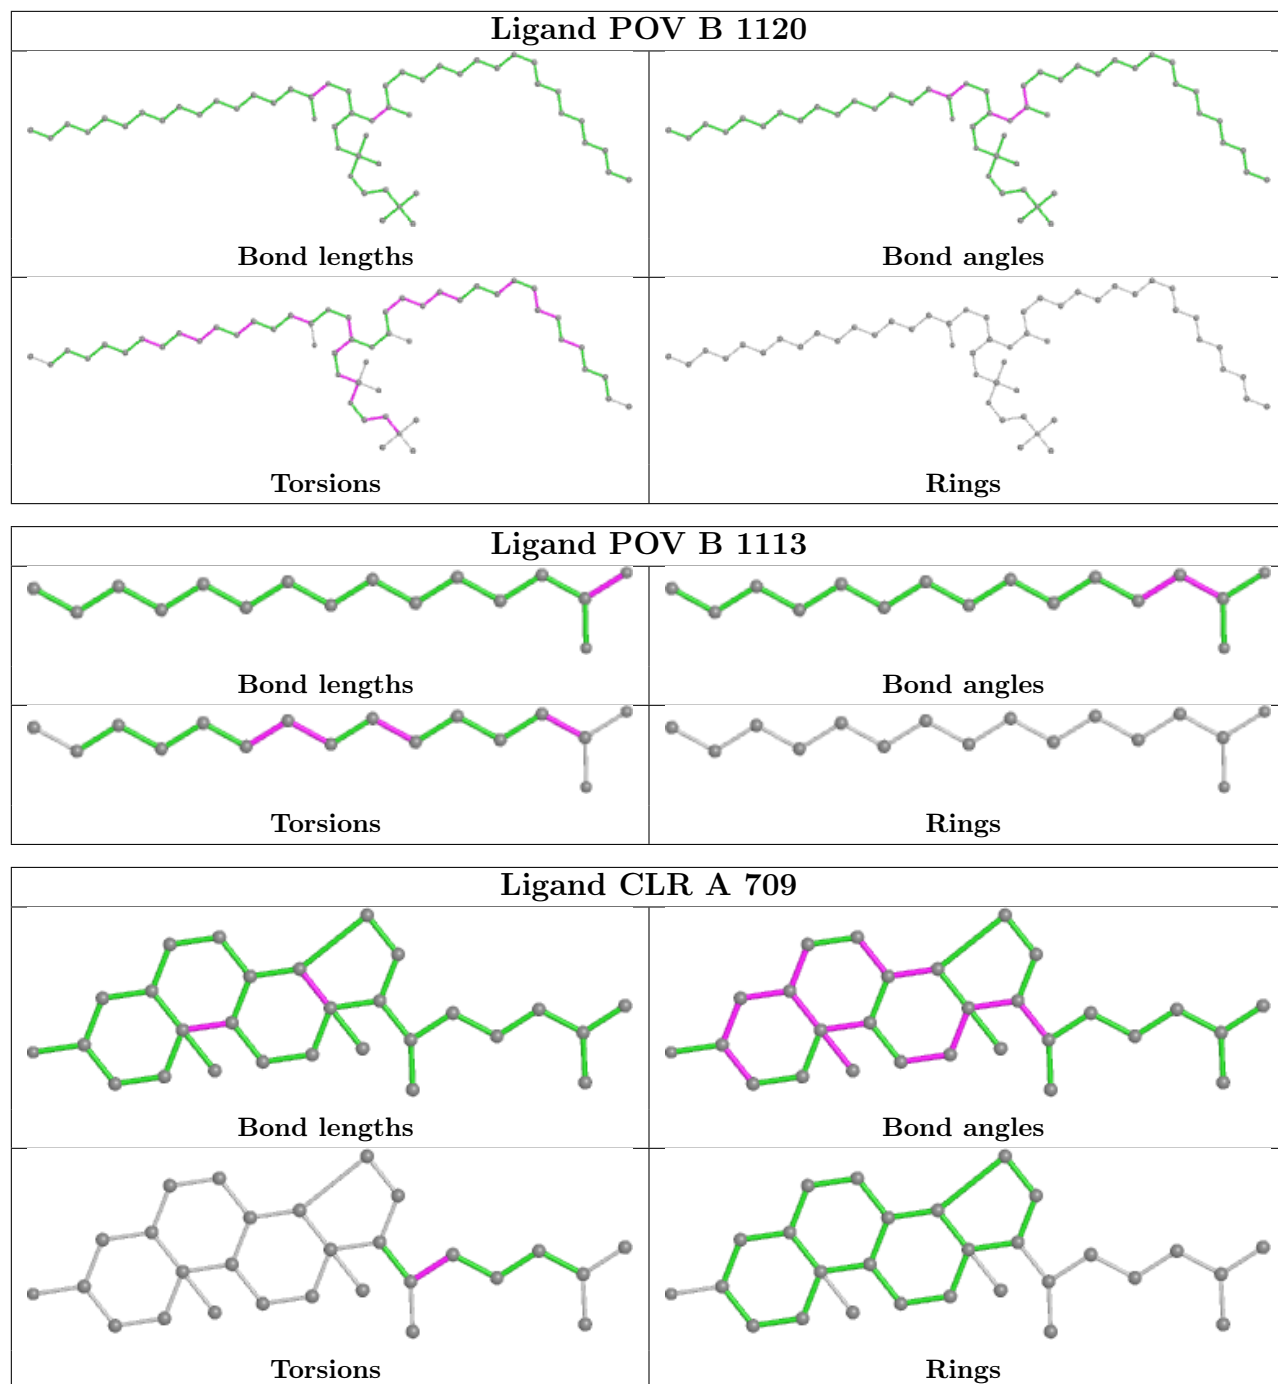 Ligand POV B 1120
Bond lengths
Bond angles
Torsions
Rings
Ligand POV B 1113
Bond lengths
Bond angles
Torsions
Rings
Ligand CLR A 709
Bond lengths
Bond angles
Torsions
Rings